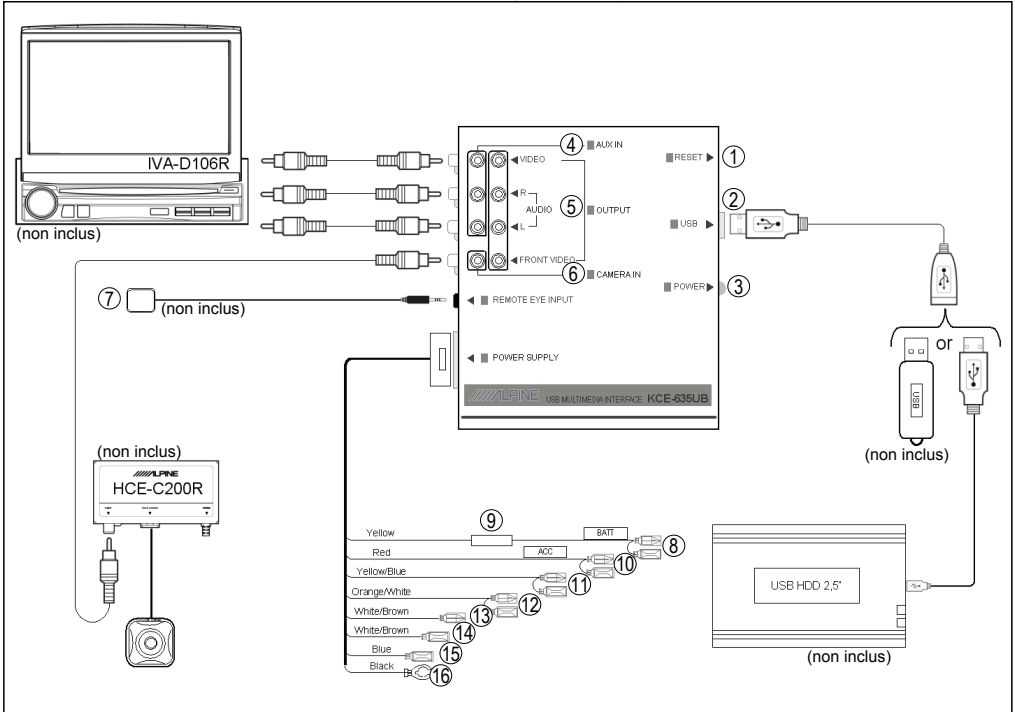 IVA-D106R
(non inclus)
4 AUX IN
RESET 1
VIDEO
R
AUDIO
L
5 OUTPUT
2
USB
FRONT VIDEO
6 CAMERA IN
POWER 3
7 (non inclus)
REMOTE EYE INPUT
POWER SUPPLY
ALPINE USB MULTIMEDIA INTERFACE KCE-635UB
or
USB
(non inclus)
(non inclus)
ALPINE
HCE-C200R
Yellow 9 BATT 8
Red ACC 10
Yellow/Blue 11
Orange/White 12
White/Brown 13
White/Brown 14
Blue 15
Black 16
USB HDD 2,5"
(non inclus)